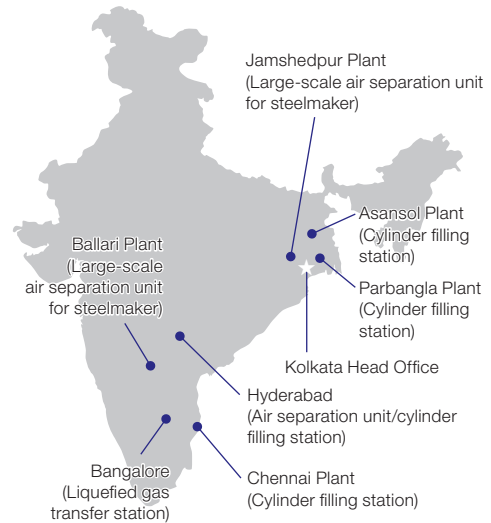 Jamshedpur Plant
(Large-scale air separation unit
for steelmaker)
Asansol Plant
(Cylinder filling
station)
Ballari Plant
(Large-scale
air separation unit
for steelmaker)
Parbangla Plant
(Cylinder filling
station)
Kolkata Head Office
Hyderabad
(Air separation unit/cylinder
filling station)
Bangalore
(Liquefied gas
transfer station)
Chennai Plant
(Cylinder filling station)